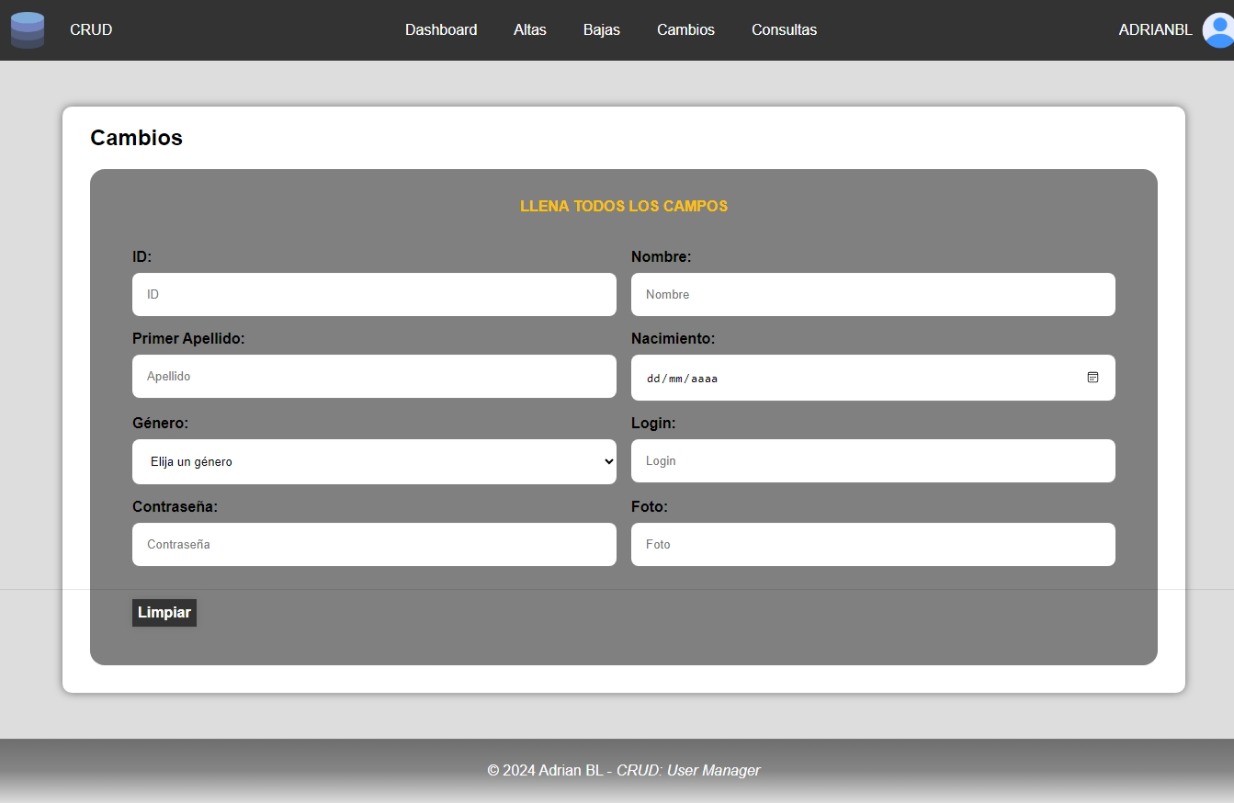 CRUD Dashboard Altas Bajas Cambios Consultas ADRIANBL
Cambios
LLENA TODOS LOS CAMPOS
ID: Nombre:
ID Nombre
Primer Apellido: Nacimiento:
Apellido dd/mm/aaaa
Género: Login:
Elija un género Login
Contraseña: Foto:
Contraseña Foto
Limpiar
© 2024 Adrian BL - CRUD: User Manager